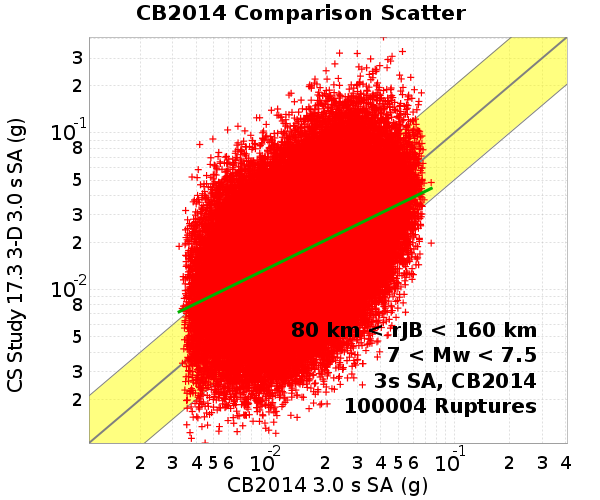 CB2014 Comparison Scatter
CS Study 17.3 3-D 3.0 s SA (g)
3
2
10-1
8
5
3
2
10-2
8
5
3
2
80 km < rJB < 160 km
7 < Mw < 7.5
3s SA, CB2014
100004 Ruptures
2 3 4 5 6 10-2 2 3 4 5 6 10-1 2 3 4
CB2014 3.0 s SA (g)